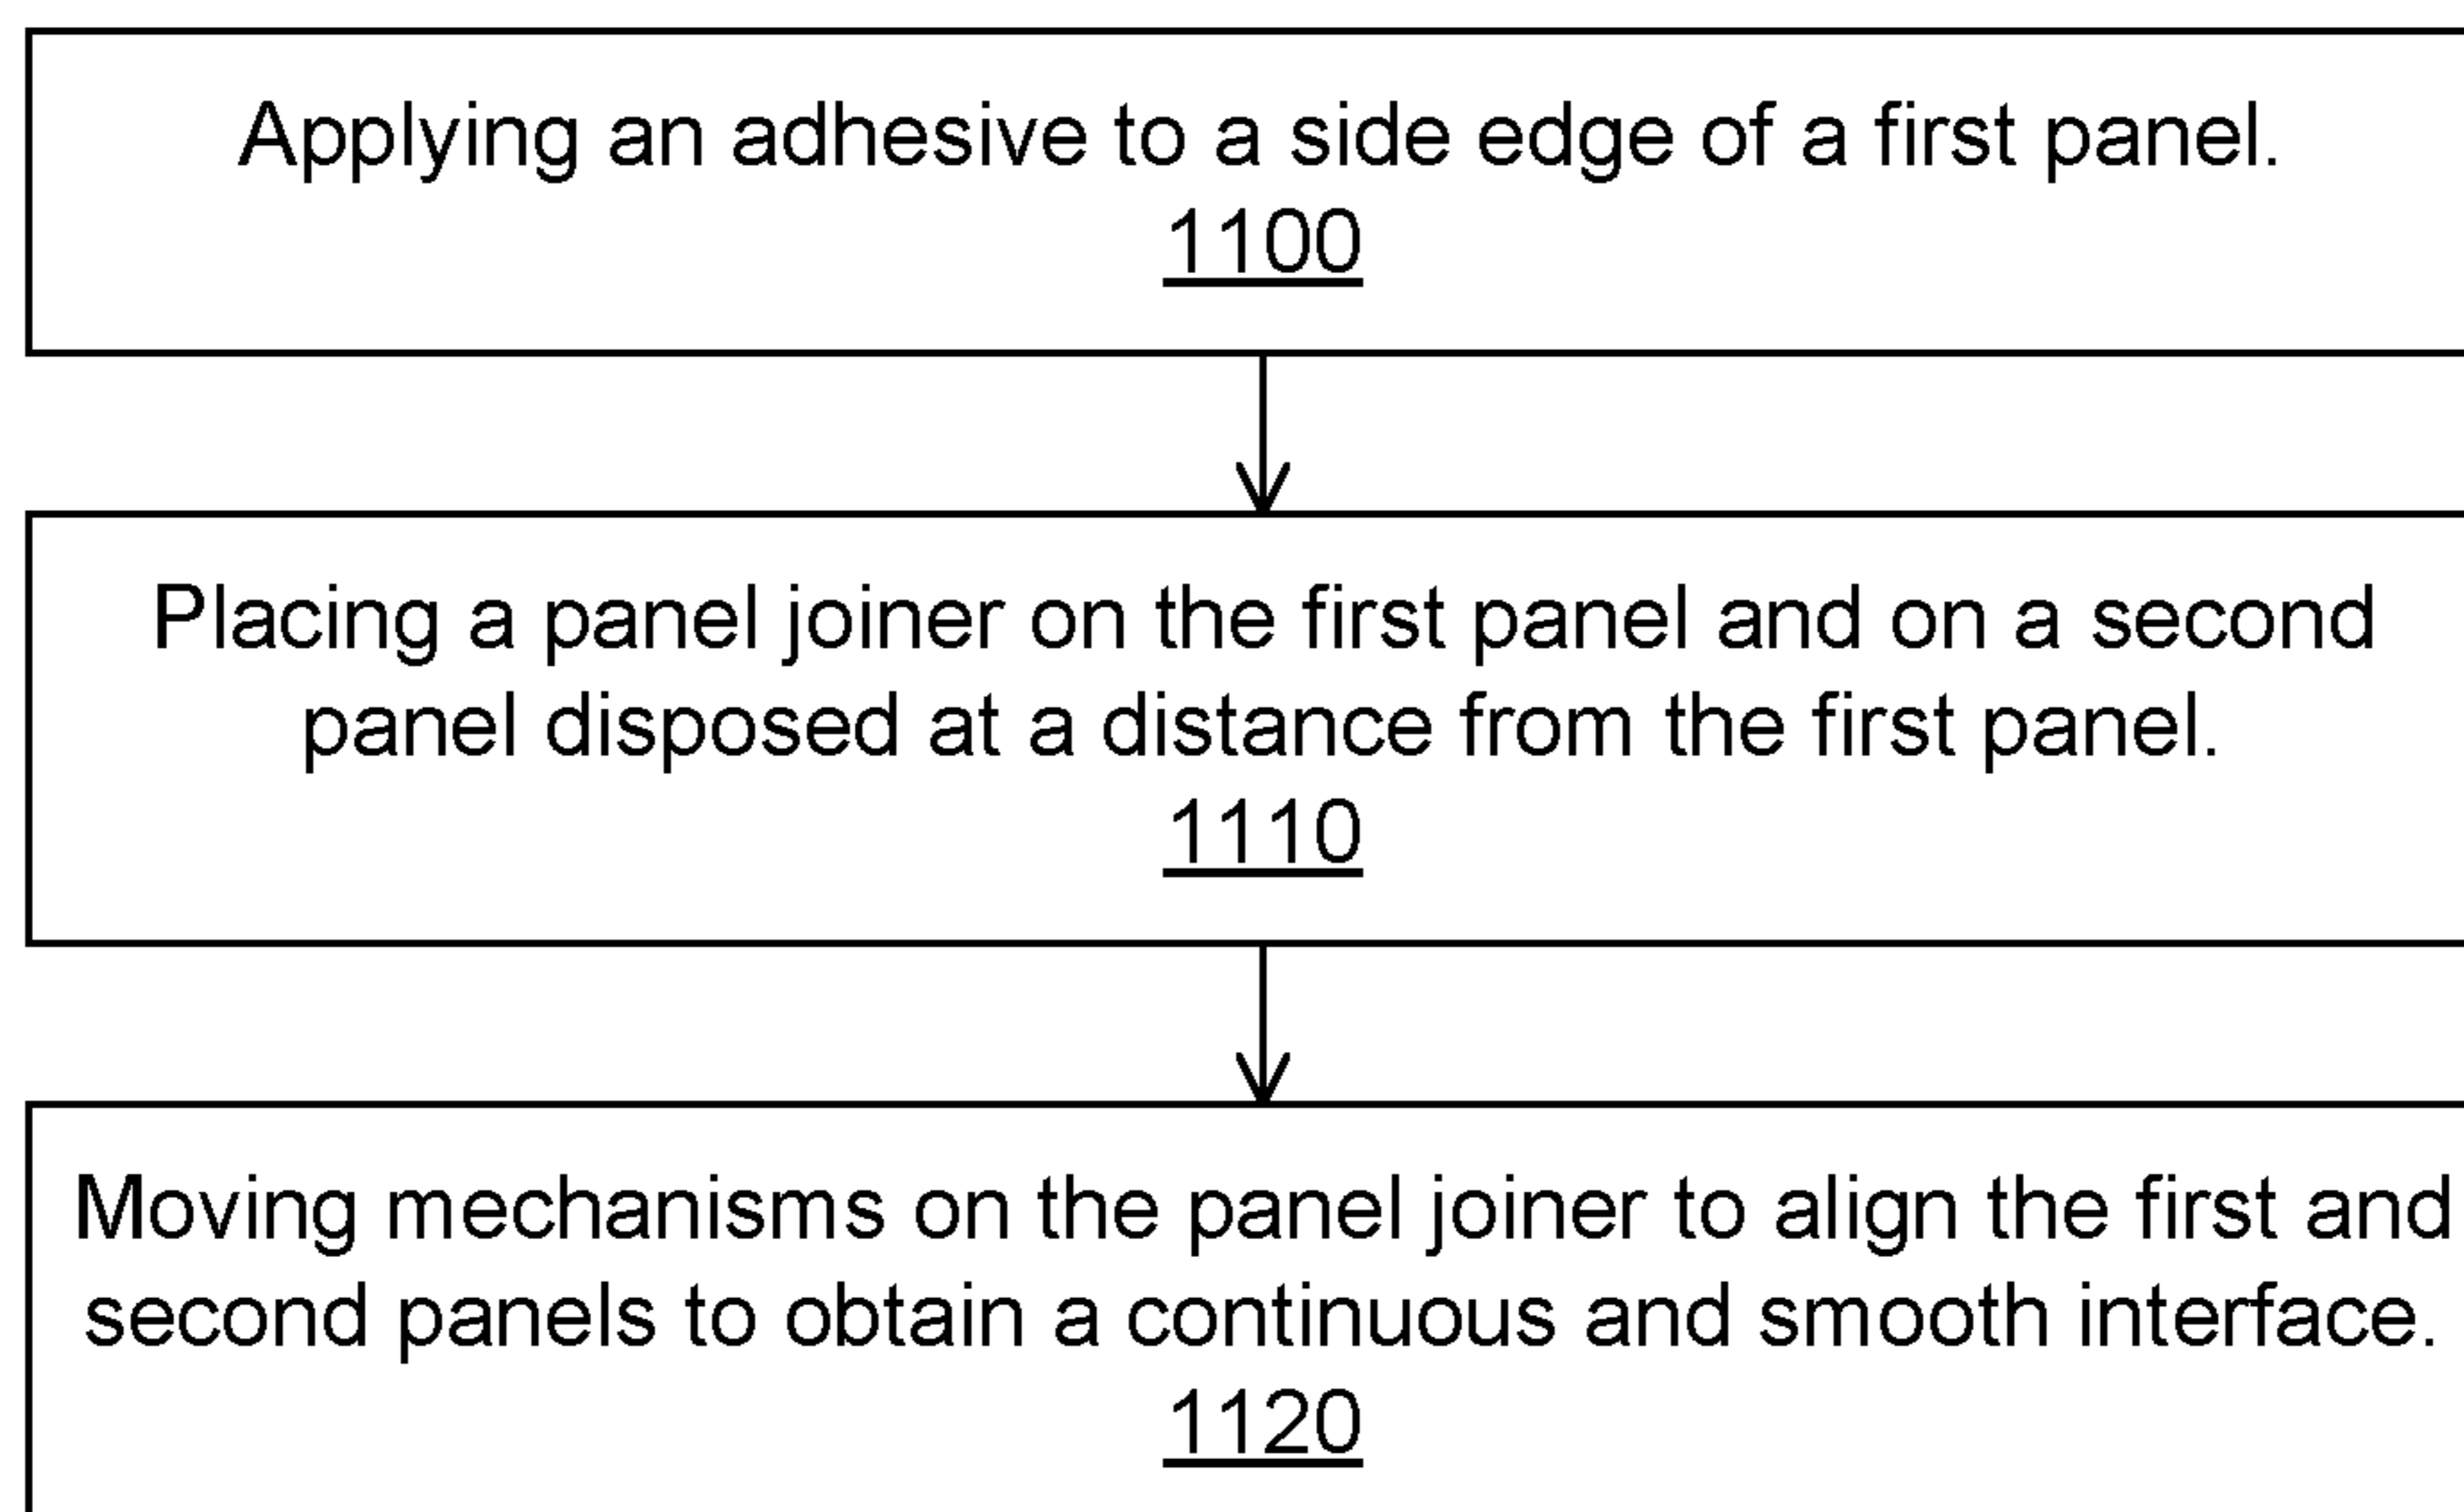 Applying an adhesive to a side edge of a first panel.
1100
Placing a panel joiner on the first panel and on a second
panel disposed at a distance from the first panel.
1110
Moving mechanisms on the panel joiner to align the first and
second panels to obtain a continuous and smooth interface.
1120